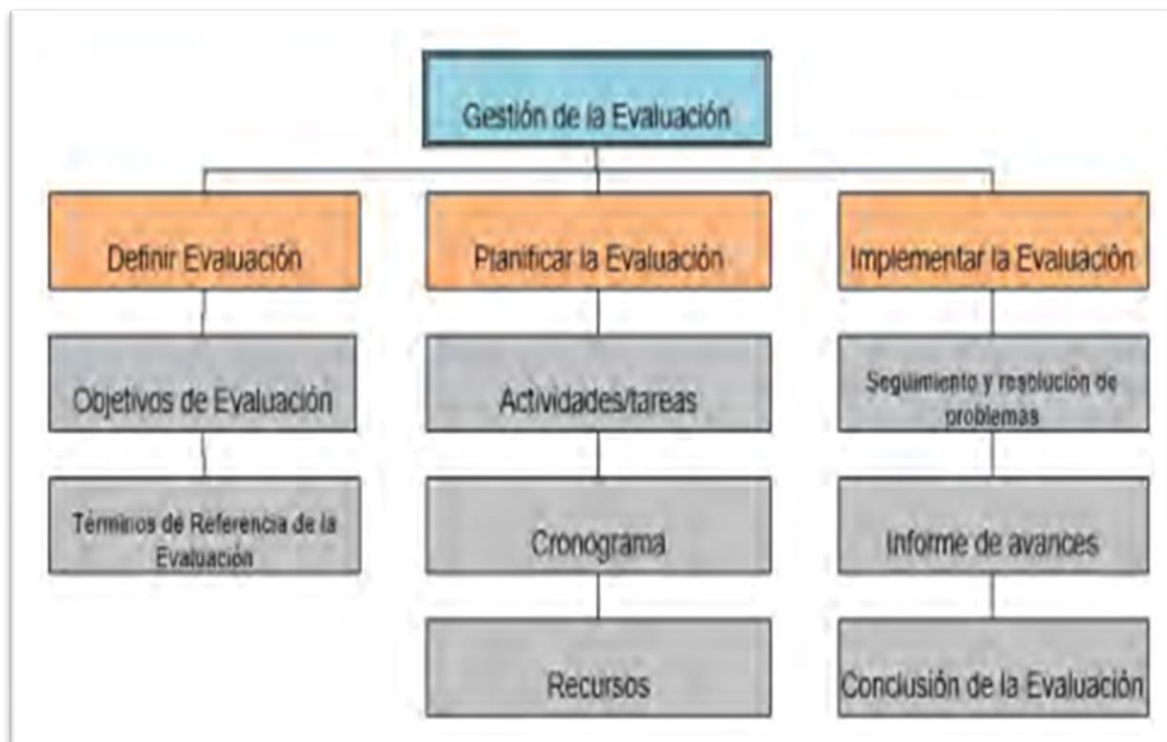 Gestión de la Evaluación
Definir Evaluación
Planificar la Evaluación
Implementar la Evaluación
Objetivos de Evaluación
Actividades/tareas
Seguimiento y resolución de
problemas
Términos de Referencia de la
Evaluación
Cronograma
Informe de avances
Recursos
Conclusión de la Evaluación